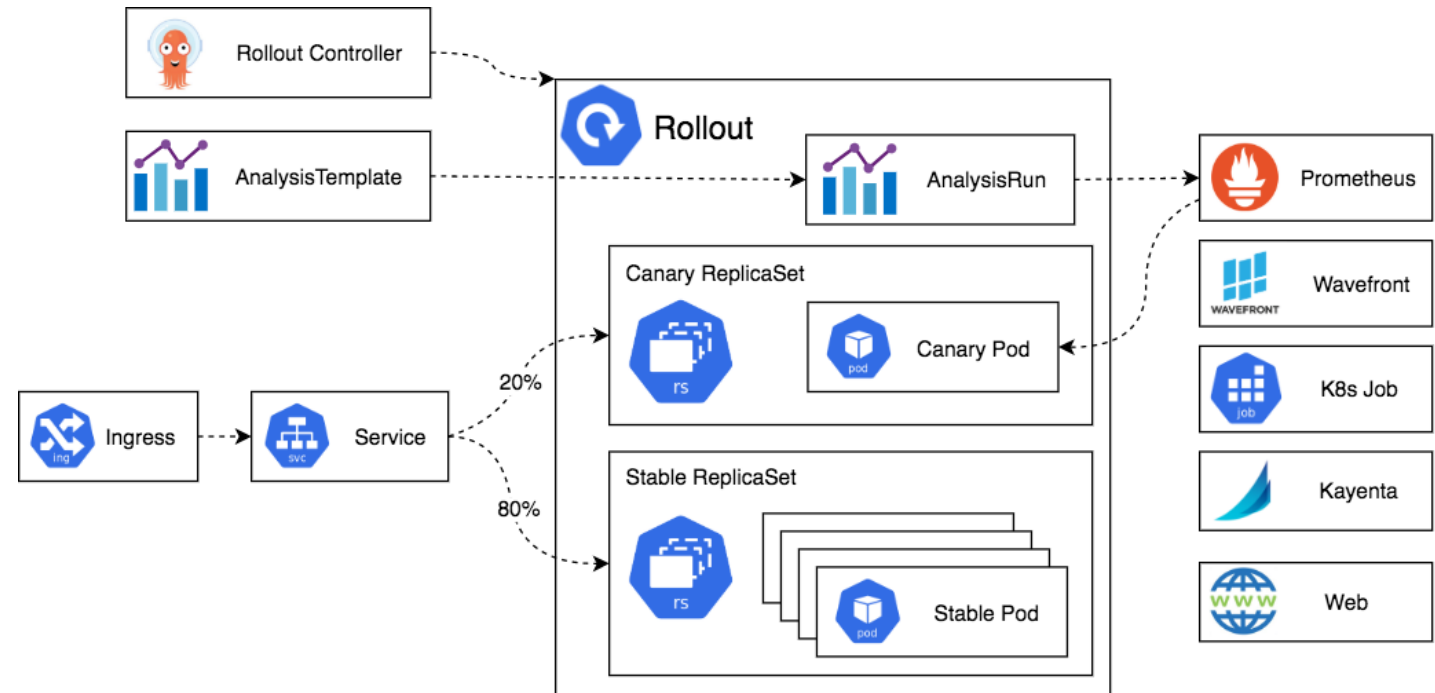 Rollout Controller
Rollout
AnalysisTemplate
AnalysisRun
Prometheus
Canary ReplicaSet
rs
pod
Canary Pod
WAVEFRONT
Wavefront
20%
job
K8s Job
ing
Ingress
svc
Service
Stable ReplicaSet
80%
rs
pod
Stable Pod
Kayenta
WWW
Web